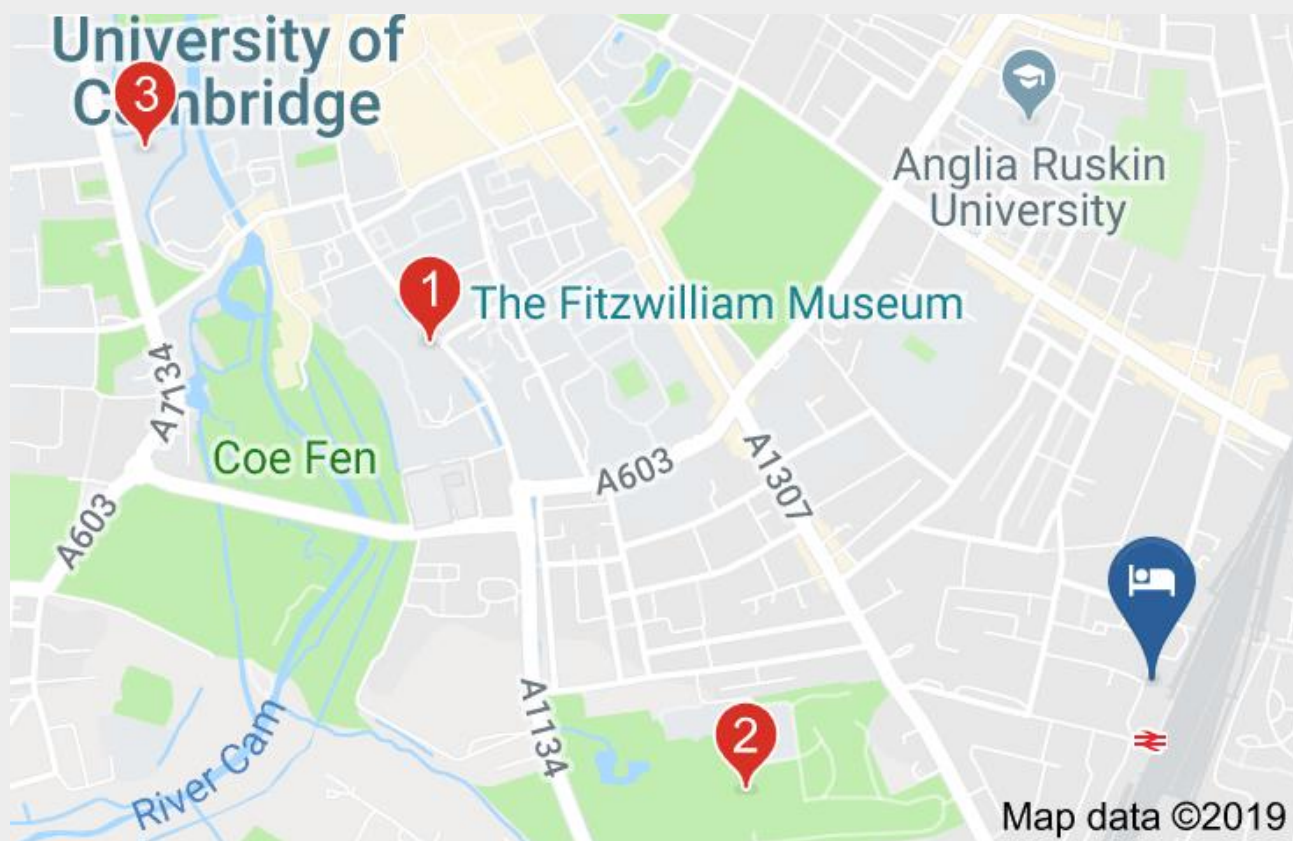 University of
Cambridge
3
Anglia Ruskin
University
1
The Fitzwilliam Museum
A1134
Coe Fen
A603
A1307
A603
A1134
2
River Cam
Map data ©2019